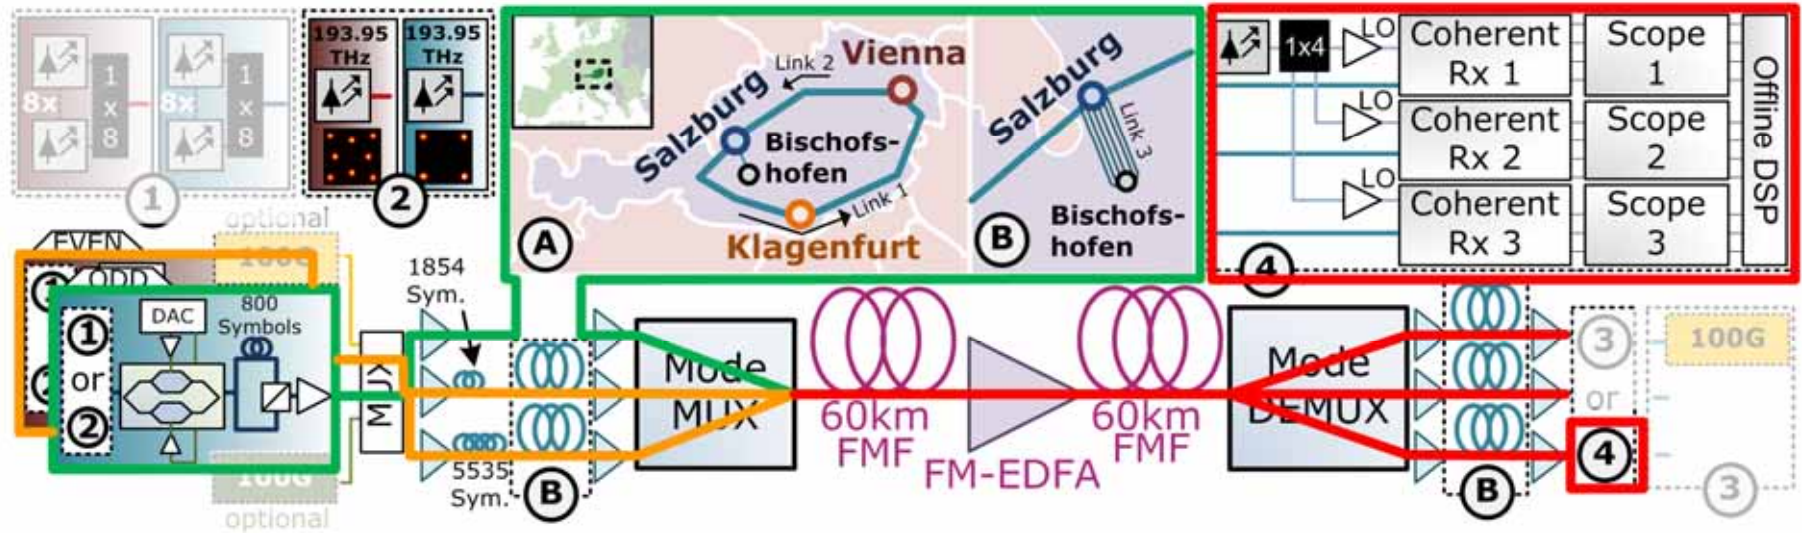 8x
1
x
8
8x
1
x
8
1
193.95
THz
193.95
THz
2
Salzburg
Link 2
Vienna
Bischofs-
hofen
Link 1
Klagenfurt
A
Salzburg
Link 3
Bischofs-
hofen
B
1x4
LO
LO
LO
Coherent
Rx 1
Scope
1
Coherent
Rx 2
Scope
2
Coherent
Rx 3
Scope
3
Offline DSP
4
optional
100G
EVEN
ODD
1
or
2
DAC
800
Symbols
100G
optional
MUX
1854
Sym.
5535
Sym.
B
Mode
MUX
60km
FMF
FM-EDFA
60km
FMF
Mode
DEMUX
B
3
or
4
100G
3